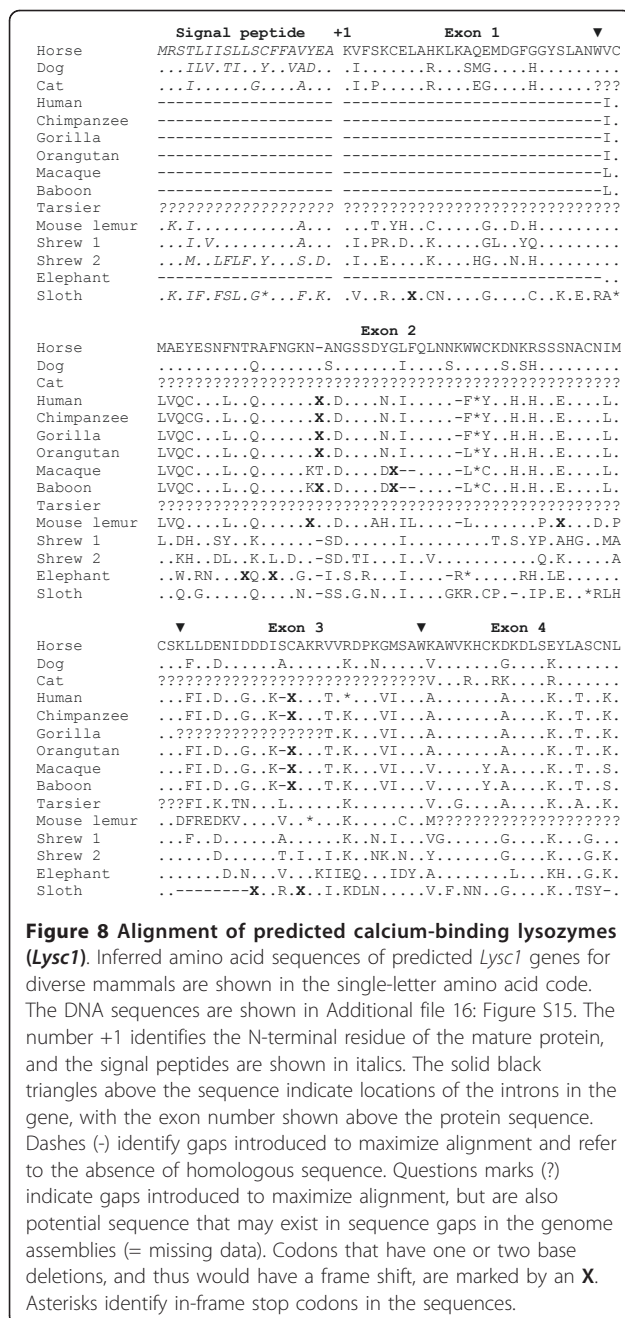 Signal peptide +1 Exon 1 ▼
Horse MRSTLIISLLSCFFAVYEA KVFSKCELAHKLKAQEMDGFGGYSLANWVC
Dog ...ILV.TI..Y..VAD. .I......R...SMG....H.........
Cat ...I......G...A... .I.P....R....EG....H......???
Human ------------------- -----------------------------I.
Chimpanzee ------------------- -----------------------------I.
Gorilla ------------------- -----------------------------I.
Orangutan ------------------- -----------------------------I.
Macaque ------------------- -----------------------------L.
Baboon ------------------- -----------------------------L.
Tarsier ??????????????????? ???????????????????????????????
Mouse lemur .K.I..........A... ...T.YH..C.....G..D.H........
Shrew 1 ...I.V........A... .I.PR.D..K.....GL..YQ........
Shrew 2 ...M..LFLF.Y...S.D. .I..E....K....HG..N.H........
Elephant ------------------- -----------------------------..
Sloth .K.IF.FSL.G*...F.K. .V..R..X.CN....G....C..K.E.RA*
Exon 2
Horse MAEYESNFNTRAFNGKN-ANGSSDYGLFQLNNKWWCKDNKRSSSNACNIM
Dog ..........Q.......S........I....S.....S.SH........
Cat ??????????????????????????????????????????????????
Human LVQC...L..Q.....X.D....N.I.....-F*Y..H.H..E....L.
Chimpanzee LVQCG..L..Q.....X.D....N.I.....-F*Y..H.H..E....L.
Gorilla LVQC...L..Q.....X.D....N.I.....-F*Y..H.H..E....L.
Orangutan LVQC...L..Q.....X.D....N.I.....-L*Y..H.H..E....L.
Macaque LVQC...L..Q.....KT.D....DX--.....-L*C..H.H..E....L.
Baboon LVQC...L..Q.....KX.D....DX--.....-L*C..H.H..E....L.
Tarsier ??????????????????????????????????????????????????
Mouse lemur LVQ....L..Q....X..D...AH.IL....-L.......P.X...D.P
Shrew 1 L.DH..SY..K.....-SD.....I.........T.S.YP.AHG..MA
Shrew 2 ..KH..DL..K.L.D..-SD.TI...I..V.........Q.K.....A
Elephant ..W.RN...XQ.X..G.-I.S.R....I....-R*....RH.LE.....
Sloth ..Q.G.....Q....N.-SS.G.N..I.....GKR.CP.-.IP.E..*RLH
▼ Exon 3 ▼ Exon 4
Horse CSKLLDENIDDDISCAKRVVRDPKGMSAWKAWVKHCKDKDLSEYLASCNL
Dog ...F..D......A.....K..N......V.......G....K.......
Cat ?????????????????????????????V...R..RK....R.......
Human ...FI.D..G..K-X...T.*...VI...A.......A....K..T..K.
Chimpanzee ...FI.D..G..K-X...T.K...VI...A.......A....K..T..K.
Gorilla ..????????????????T.K...VI...A.......A....K..T..K.
Orangutan ...FI.D..G..K-X...T.K...VI...A.......A....K..T..K.
Macaque ...FI.D..G..K-X...T.K...VI...V.....Y.A....K..T..S.
Baboon ...FI.D..G..K-X...T.K...VI...V.....Y.A....K..T..S.
Tarsier ???FI.K.TN...L......K........V..G....A....K..A..K.
Mouse lemur ..DFREDKV....V..*...K.....C..M????????????????????
Shrew 1 ...F..D......A......K..N.I...VG......G....K...G...
Shrew 2 ......D......T.I..I.K.NK.N...Y.......G....K...G.K.
Elephant .....D.N...V...KIIEQ...IDY.A........L...KH..G.K.
Sloth ..--------X..R.X..I.KDLN.....V.F.NN..G....K.TSY-.
Figure 8 Alignment of predicted calcium-binding lysozymes
(Lysc1). Inferred amino acid sequences of predicted Lysc1 genes for
diverse mammals are shown in the single-letter amino acid code.
The DNA sequences are shown in Additional file 16: Figure S15. The
number +1 identifies the N-terminal residue of the mature protein,
and the signal peptides are shown in italics. The solid black
triangles above the sequence indicate locations of the introns in the
gene, with the exon number shown above the protein sequence.
Dashes (-) identify gaps introduced to maximize alignment and refer
to the absence of homologous sequence. Questions marks (?)
indicate gaps introduced to maximize alignment, but are also
potential sequence that may exist in sequence gaps in the genome
assemblies (= missing data). Codons that have one or two base
deletions, and thus would have a frame shift, are marked by an X.
Asterisks identify in-frame stop codons in the sequences.